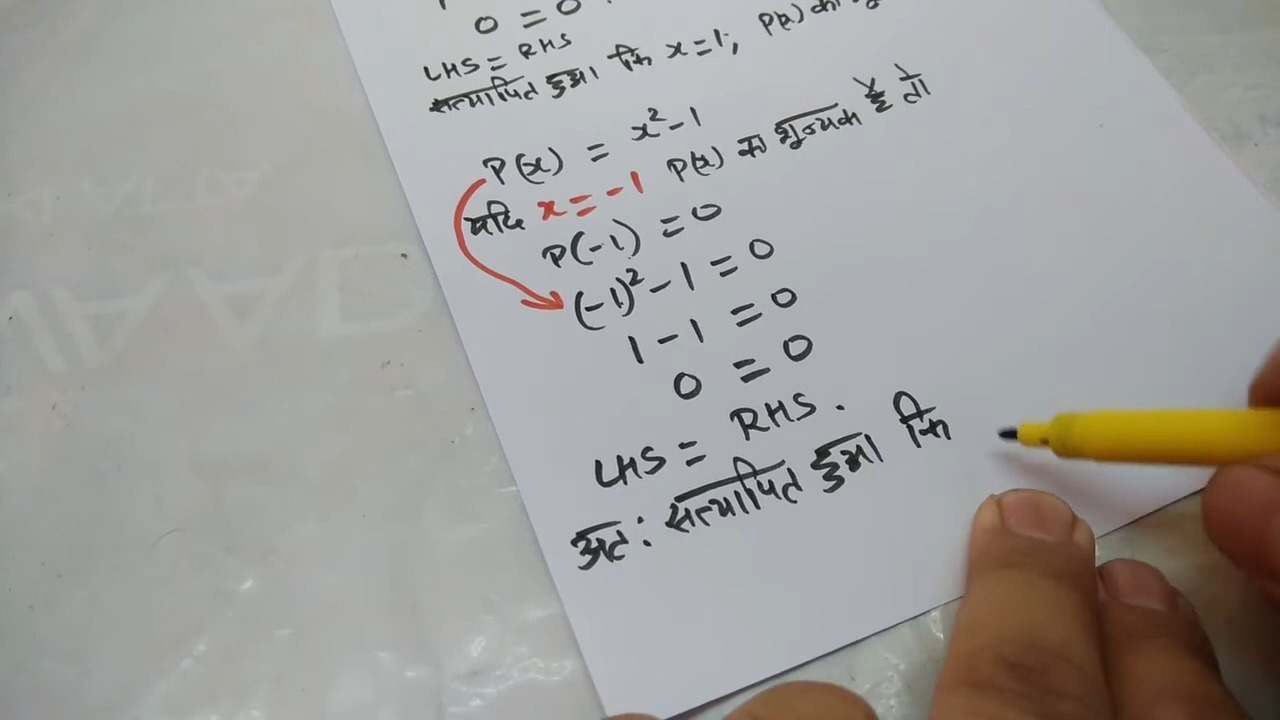 0 = 0
LHS = RHS
सत्यापित हुआ कि x = 1, P(x) का
P(x) = x² - 1
यदि x = -1 P(x) का शून्यक है तो
P(-1) = 0
(-1)² - 1 = 0
1 - 1 = 0
0 = 0
LHS = RHS.
अत: सत्यापित हुआ कि